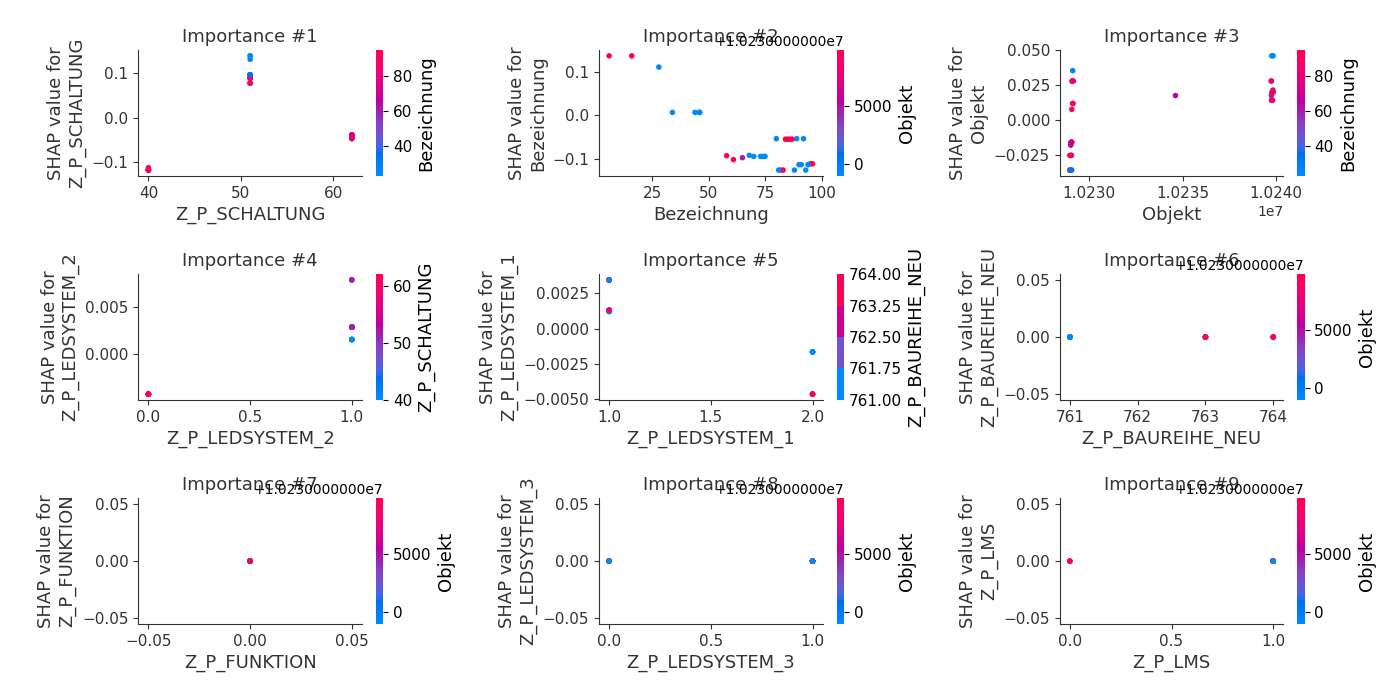 Importance #1
SHAP value for
Z_P_SCHALTUNG
0.1
0.0
−0.1
40
50
60
Z_P_SCHALTUNG
80
60
40
Bezeichnung
Importance #2
+1.0230000000e7
SHAP value for
Bezeichnung
0.1
0.0
−0.1
25
50
75
100
Bezeichnung
5000
0
Objekt
Importance #3
SHAP value for
Objekt
0.050
0.025
0.000
−0.025
1.0230
1.0235
1.0240
1e7
Objekt
80
60
40
Bezeichnung
Importance #4
SHAP value for
Z_P_LEDSYSTEM_2
0.005
0.000
0.0
0.5
1.0
Z_P_LEDSYSTEM_2
60
50
40
Z_P_SCHALTUNG
Importance #5
SHAP value for
Z_P_LEDSYSTEM_1
0.0025
0.0000
−0.0025
−0.0050
1.0
1.5
2.0
Z_P_LEDSYSTEM_1
764.00
763.25
762.50
761.75
761.00
Z_P_BAUREIHE_NEU
Importance #6
+1.0230000000e7
SHAP value for
Z_P_BAUREIHE_NEU
0.05
0.00
−0.05
761
762
763
764
Z_P_BAUREIHE_NEU
5000
0
Objekt
Importance #7
+1.0230000000e7
SHAP value for
Z_P_FUNKTION
0.05
0.00
−0.05
−0.05
0.00
0.05
Z_P_FUNKTION
5000
0
Objekt
Importance #8
+1.0230000000e7
SHAP value for
Z_P_LEDSYSTEM_3
0.05
0.00
−0.05
0.0
0.5
1.0
Z_P_LEDSYSTEM_3
5000
0
Objekt
Importance #9
+1.0230000000e7
SHAP value for
Z_P_LMS
0.05
0.00
−0.05
0.0
0.5
1.0
Z_P_LMS
5000
0
Objekt